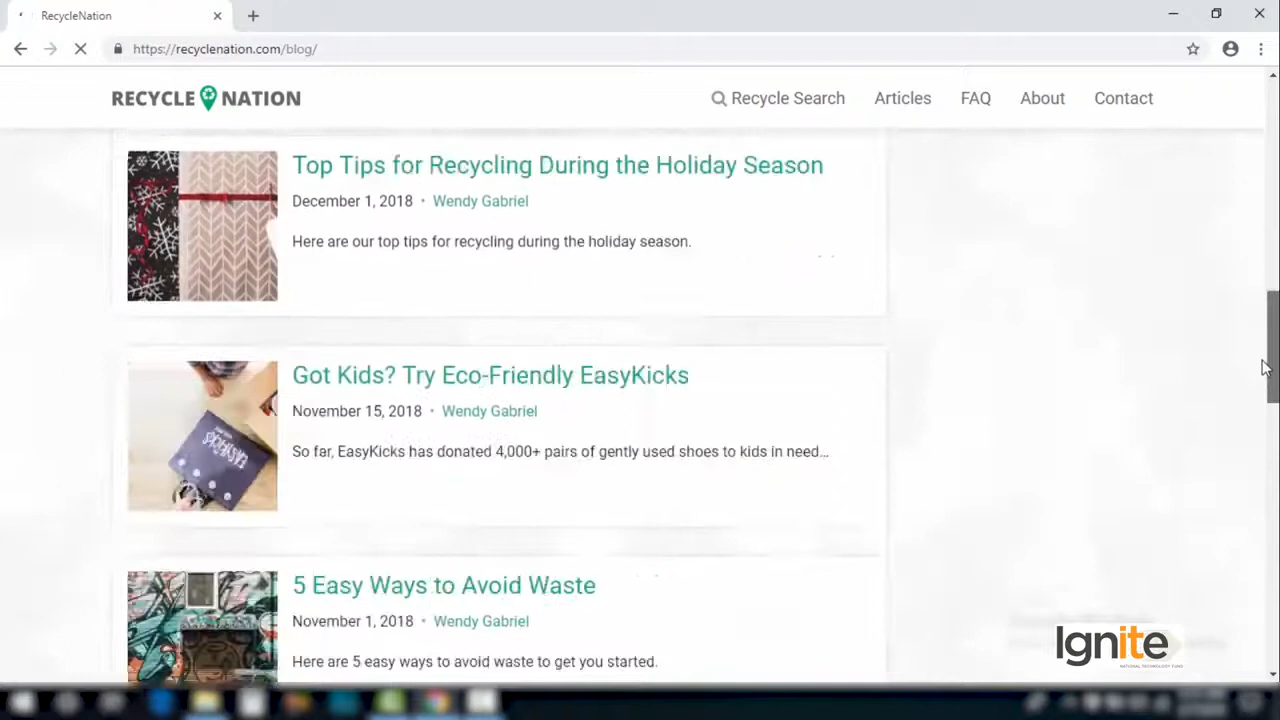 RecycleNation
https://recyclenation.com/blog/
RECYCLE NATION
Recycle Search
Articles
FAQ
About
Contact
Top Tips for Recycling During the Holiday Season
December 1, 2018 • Wendy Gabriel
Here are our top tips for recycling during the holiday season.
Got Kids? Try Eco-Friendly EasyKicks
November 15, 2018 • Wendy Gabriel
So far, EasyKicks has donated 4,000+ pairs of gently used shoes to kids in need...
EASYKICKS
5 Easy Ways to Avoid Waste
November 1, 2018 • Wendy Gabriel
Here are 5 easy ways to avoid waste to get you started.
Ignite
NATIONAL TECHNOLOGY FUND